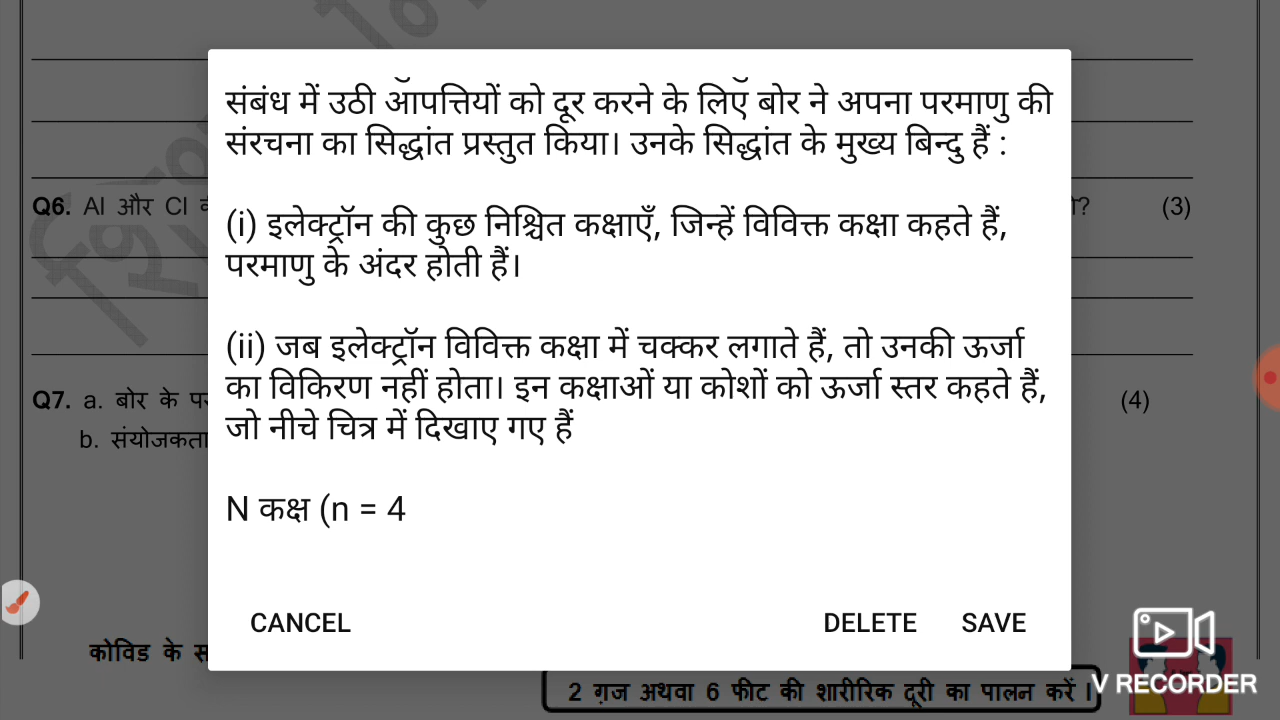 संबंध में उठी आपत्तियों को दूर करने के लिए बोर ने अपना परमाणु की
संरचना का सिद्धांत प्रस्तुत किया। उनके सिद्धांत के मुख्य बिन्दु हैं :
(i) इलेक्ट्रॉन की कुछ निश्चित कक्षाएँ, जिन्हें विविक्त कक्षा कहते हैं,
परमाणु के अंदर होती हैं।
(ii) जब इलेक्ट्रॉन विविक्त कक्षा में चक्कर लगाते हैं, तो उनकी ऊर्जा
का विकिरण नहीं होता। इन कक्षाओं या कोशों को ऊर्जा स्तर कहते हैं,
जो नीचे चित्र में दिखाए गए हैं
N कक्ष (n = 4
CANCEL DELETE SAVE
Q6. Al और Cl (3)
Q7. a. बोर के (4)
b. संयोजकता
कोविड के
2 ग़ज अथवा 6 फीट की शारीरिक दूरी का पालन करें ।
V RECORDER